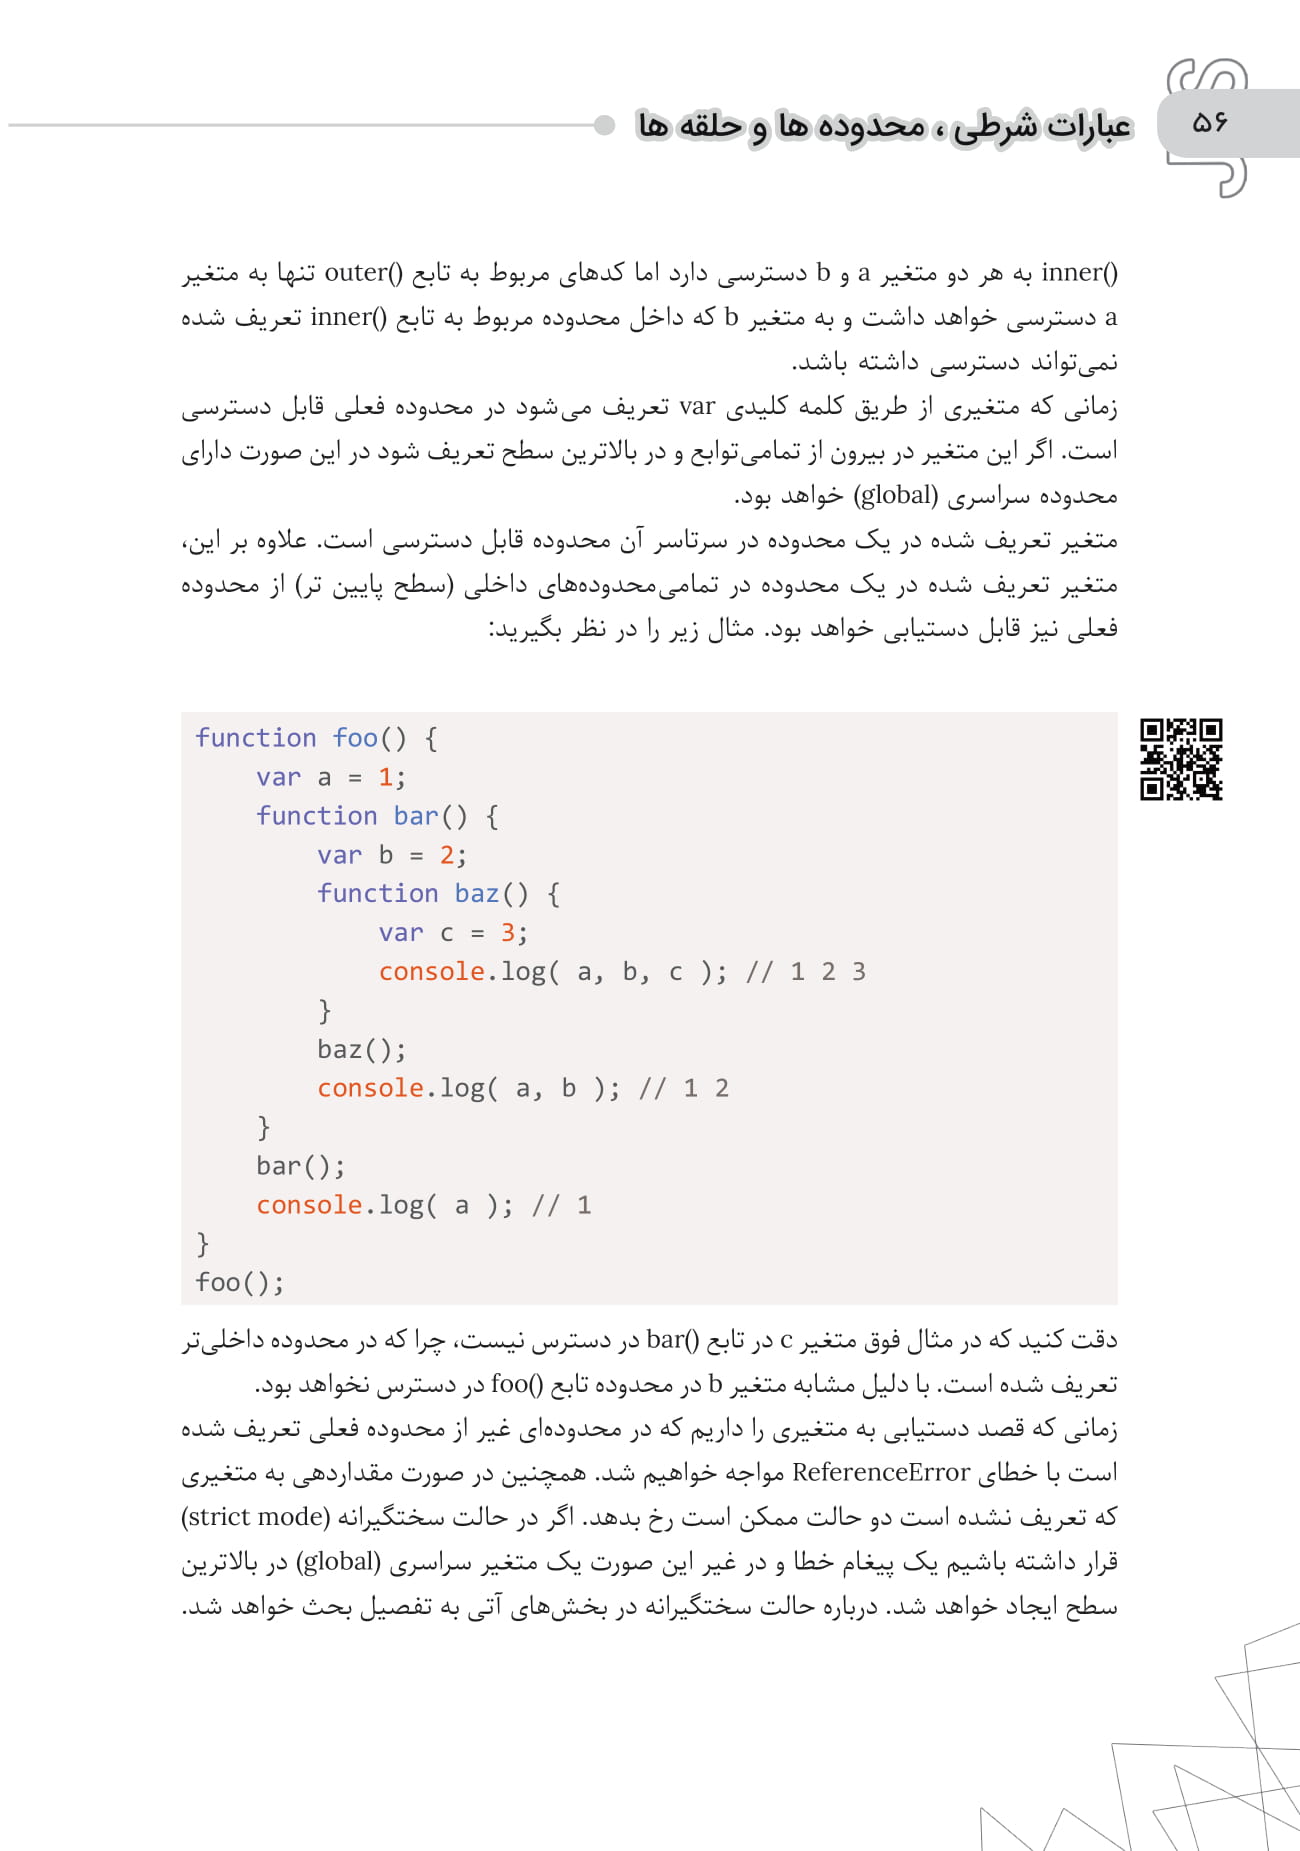 ۵۶
عبارات شرطی ، محدوده ها و حلقه ها
inner() به هر دو متغیر a و b دسترسی دارد اما کدهای مربوط به تابع outer() تنها به متغیر
a دسترسی خواهد داشت و به متغیر b که داخل محدوده مربوط به تابع inner() تعریف شده
نمی‌تواند دسترسی داشته باشد.
زمانی که متغیری از طریق کلمه کلیدی var تعریف می‌شود در محدوده فعلی قابل دسترسی
است. اگر این متغیر در بیرون از تمامی‌توابع و در بالاترین سطح تعریف شود در این صورت دارای
محدوده سراسری (global) خواهد بود.
متغیر تعریف شده در یک محدوده در سرتاسر آن محدوده قابل دسترسی است. علاوه بر این،
متغیر تعریف شده در یک محدوده در تمامی‌محدوده‌های داخلی (سطح پایین تر) از محدوده
فعلی نیز قابل دستیابی خواهد بود. مثال زیر را در نظر بگیرید:
function foo() {
    var a = 1;
    function bar() {
        var b = 2;
        function baz() {
            var c = 3;
            console.log( a, b, c ); // 1 2 3
        }
        baz();
        console.log( a, b ); // 1 2
    }
    bar();
    console.log( a ); // 1
}
foo();
دقت کنید که در مثال فوق متغیر c در تابع bar() در دسترس نیست، چرا که در محدوده داخلی‌تر
تعریف شده است. با دلیل مشابه متغیر b در محدوده تابع foo() در دسترس نخواهد بود.
زمانی که قصد دستیابی به متغیری را داریم که در محدوده‌ای غیر از محدوده فعلی تعریف شده
است با خطای ReferenceError مواجه خواهیم شد. همچنین در صورت مقداردهی به متغیری
که تعریف نشده است دو حالت ممکن است رخ بدهد. اگر در حالت سختگیرانه (strict mode)
قرار داشته باشیم یک پیغام خطا و در غیر این صورت یک متغیر سراسری (global) در بالاترین
سطح ایجاد خواهد شد. درباره حالت سختگیرانه در بخش‌های آتی به تفصیل بحث خواهد شد.